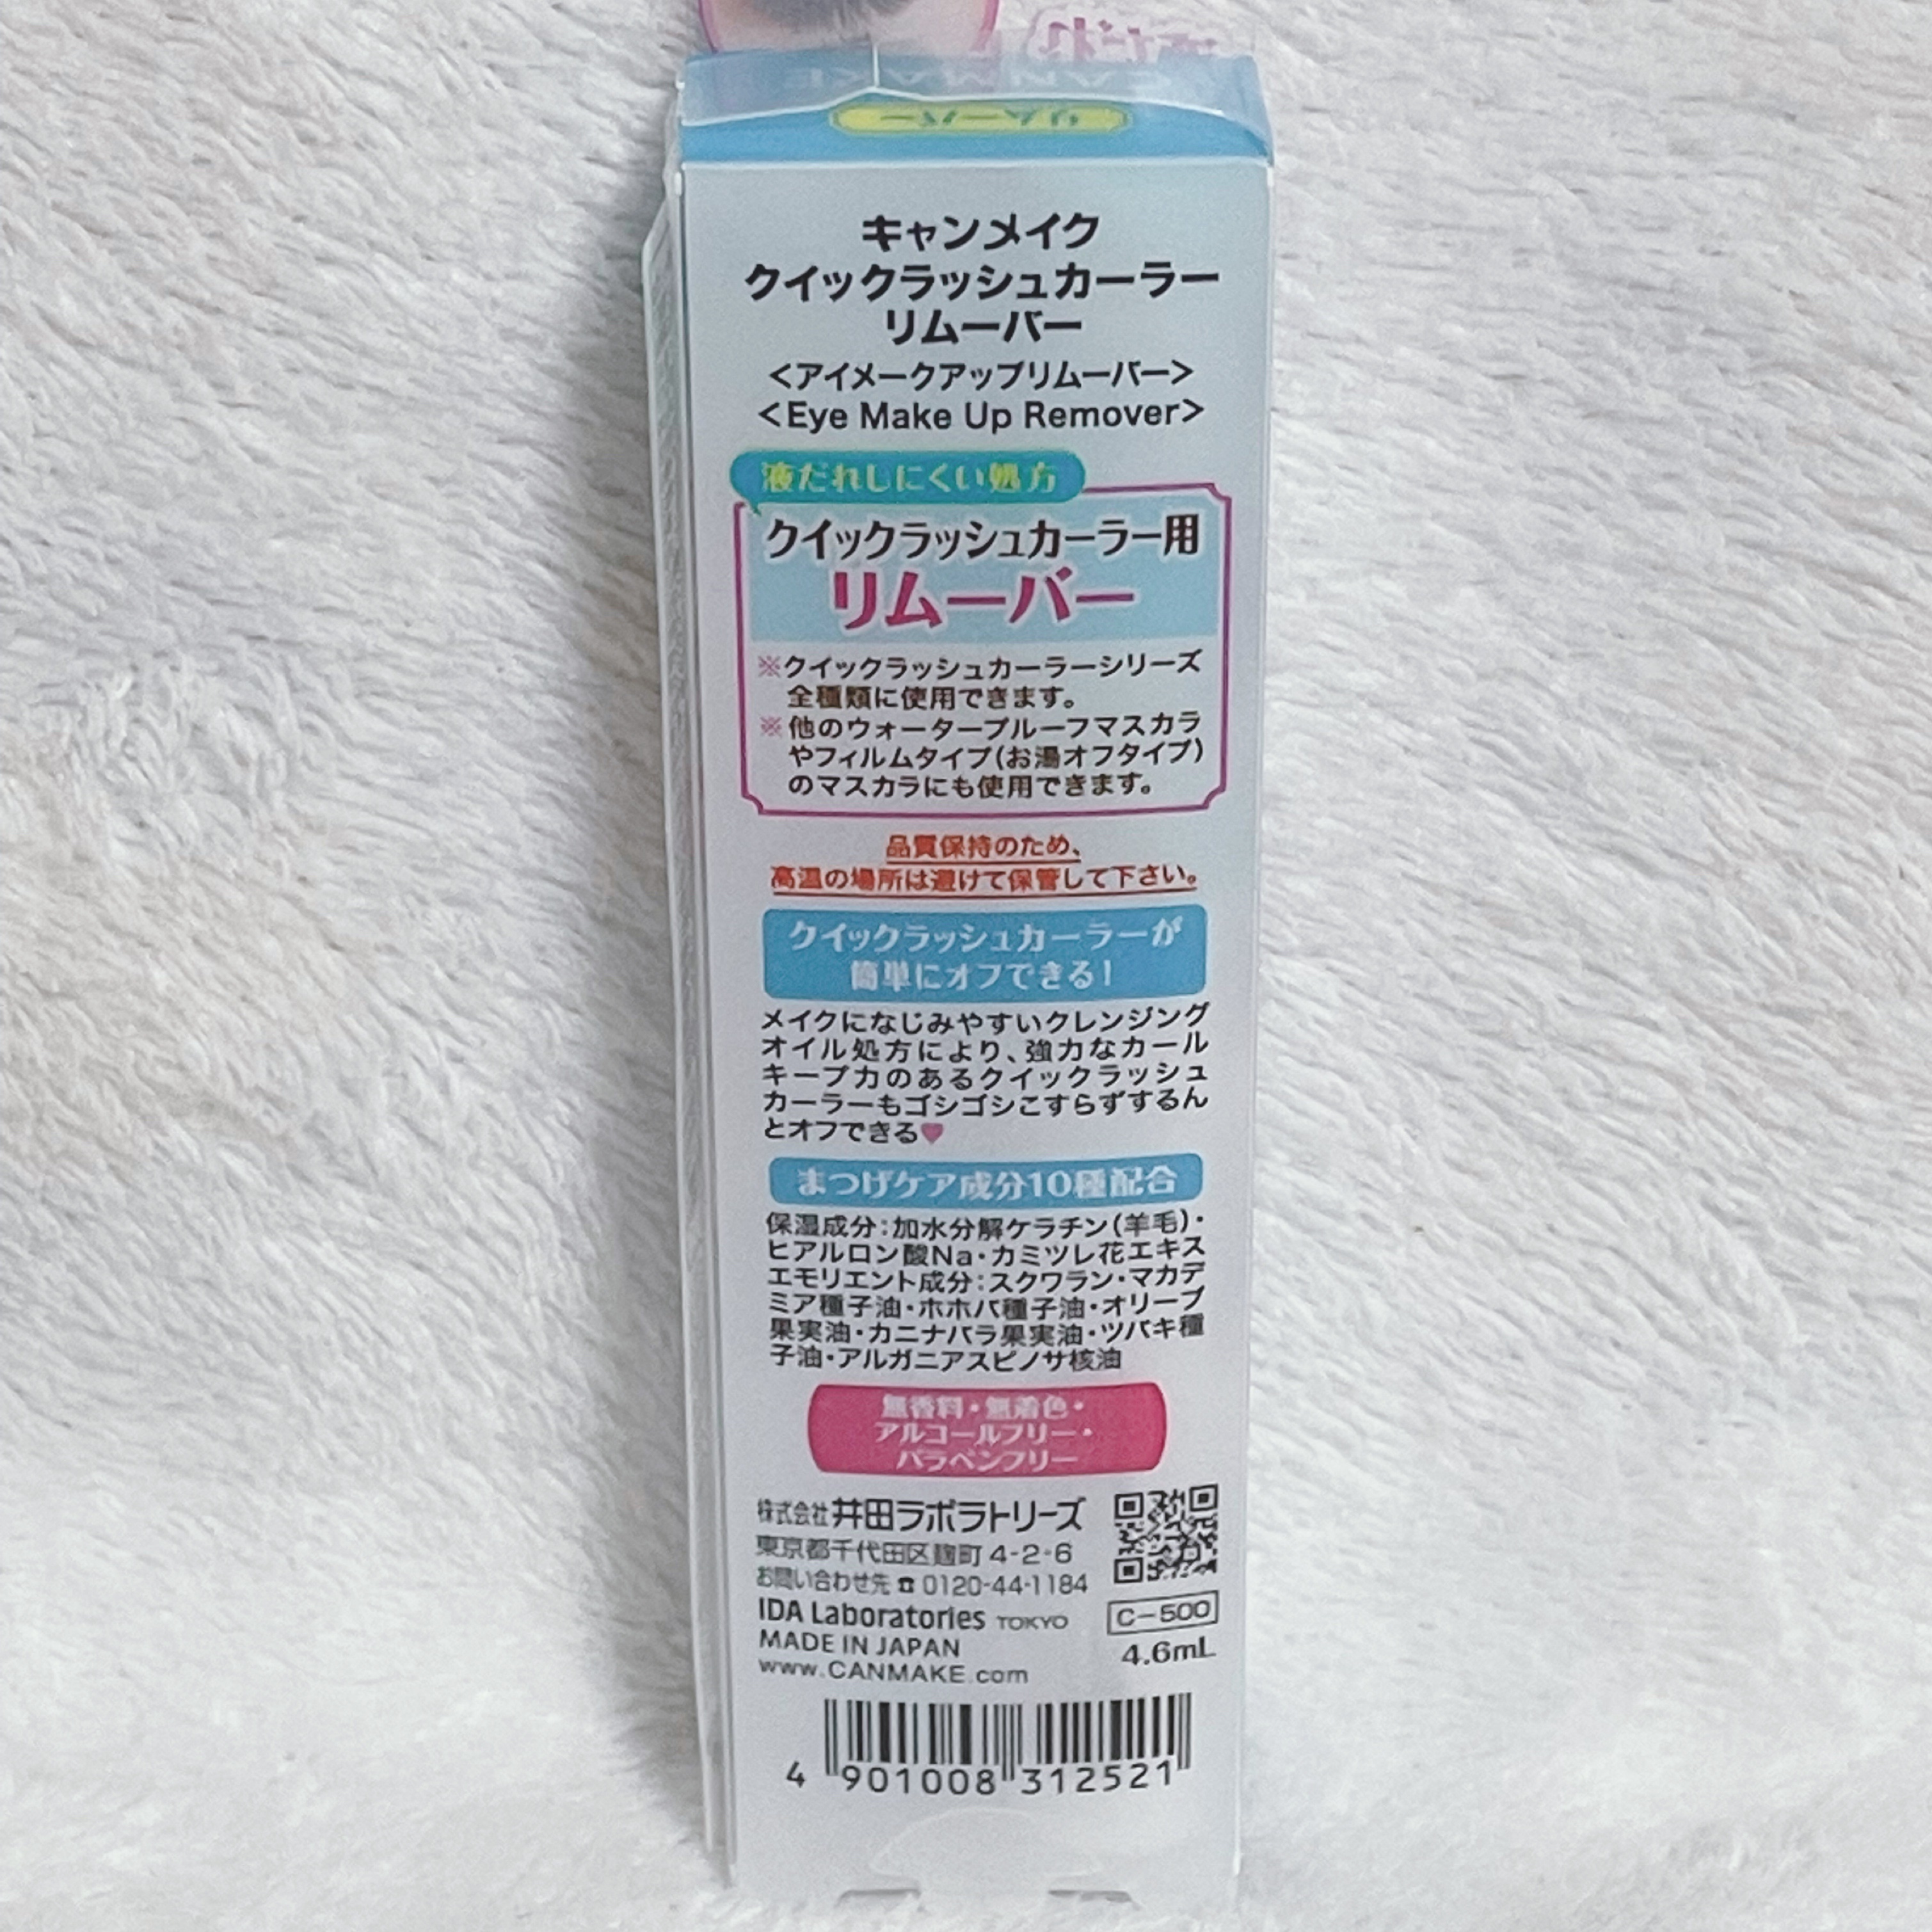 だれ
CANMAKE
リムーバー
キャンメイク
クイックラッシュカーラー
リムーバー
<アイメークアップリムーバー>
<Eye Make Up Remover>
液だれしにくい処方
クイックラッシュカーラー用
リムーバー
※クイックラッシュカーラーシリーズ
全種類に使用できます。
※他のウォータープルーフマスカラ
やフィルムタイプ(お湯オフタイプ)
のマスカラにも使用できます。
品質保持のため、
高温の場所は避けて保管して下さい。
クイックラッシュカーラーが
簡単にオフできる!
メイクになじみやすいクレンジング
オイル処方により、強力なカール
キープ力のあるクイックラッシュ
カーラーもゴシゴシこすらずするん
とオフできる♥
まつげケア成分10種配合
保湿成分:加水分解ケラチン(羊毛)・
ヒアルロン酸Na・カミツレ花エキス
エモリエント成分:スクワラン・マカデ
ミア種子油・ホホバ種子油・オリーブ
果実油・カニナバラ果実油・ツバキ種
子油・アルガニアスピノサ核油
無香料・無着色・
アルコールフリー・
パラベンフリー
株式会社井田ラボラトリーズ
東京都千代田区麹町4-2-6
お問い合わせ先☎0120-44-1184
IDA Laboratories TOKYO
MADE IN JAPAN
www.CANMAKE.com
C-500
4.6mL
4 901008 312521